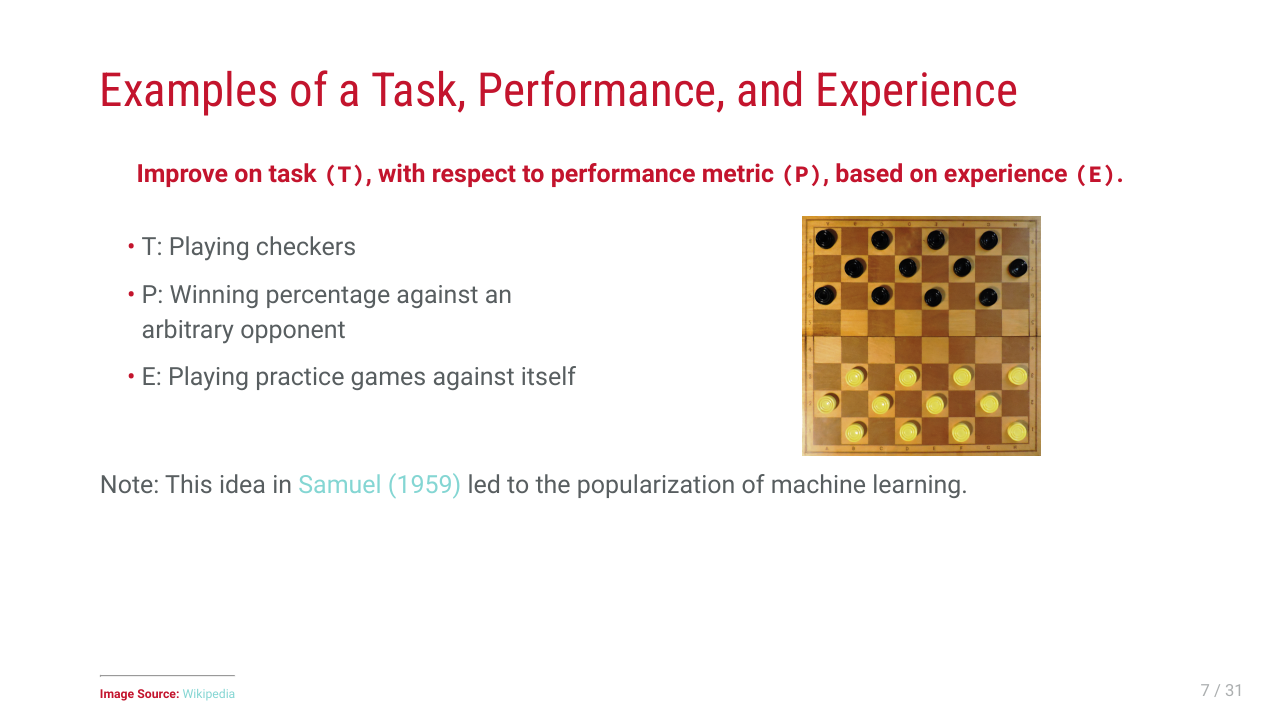 Examples of a Task, Performance, and Experience
Improve on task (T), with respect to performance metric (P), based on experience (E).
• T: Playing checkers
• P: Winning percentage against an
arbitrary opponent
• E: Playing practice games against itself
Note: This idea in Samuel (1959) led to the popularization of machine learning.
Image Source: Wikipedia
7 / 31